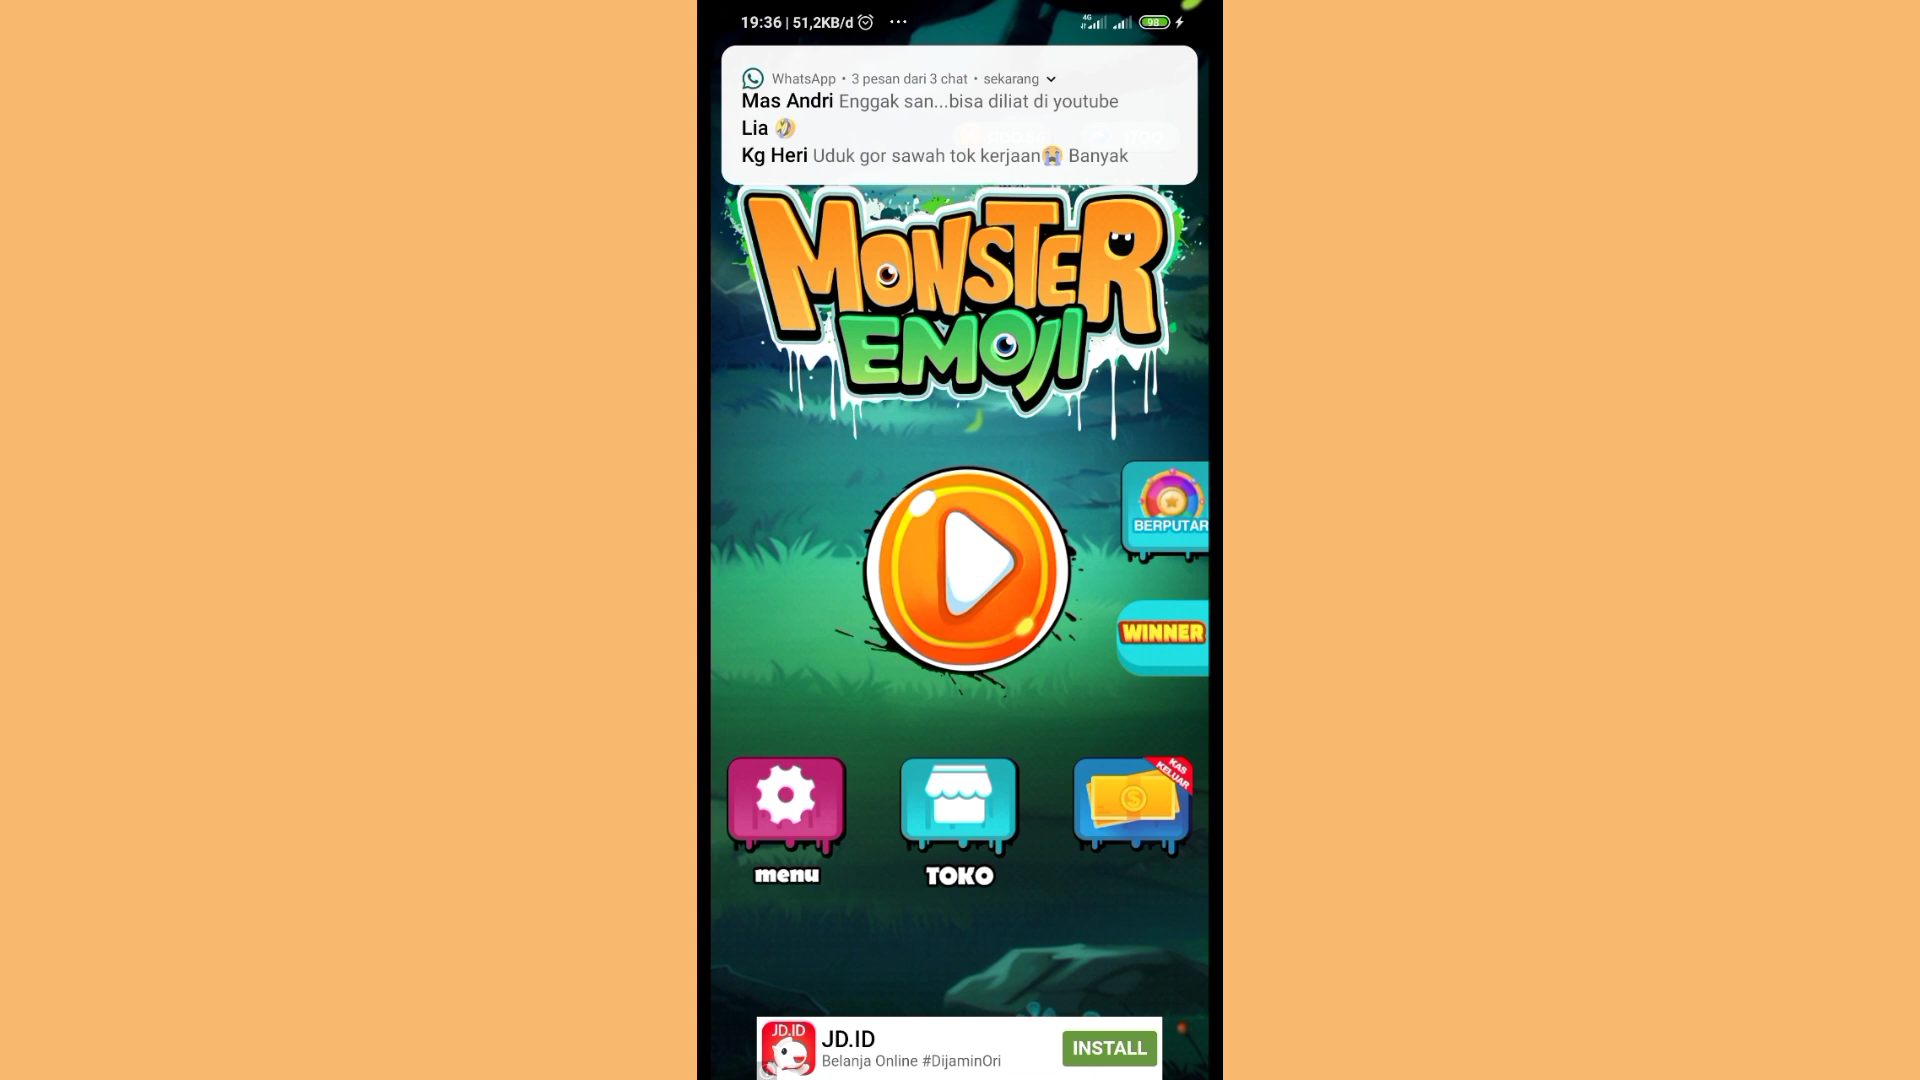 19:36 | 51,2KB/d ...
4G
98
WhatsApp • 3 pesan dari 3 chat • sekarang
Mas Andri Enggak san...bisa diliat di youtube
Lia 🤣
Kg Heri Uduk gor sawah tok kerjaan😭 Banyak
MONSTER
EMOJI
BERPUTAR
WINNER
KAS
KELUAR
menu
TOKO
JD.ID
JD.ID
Belanja Online #DijaminOri
INSTALL